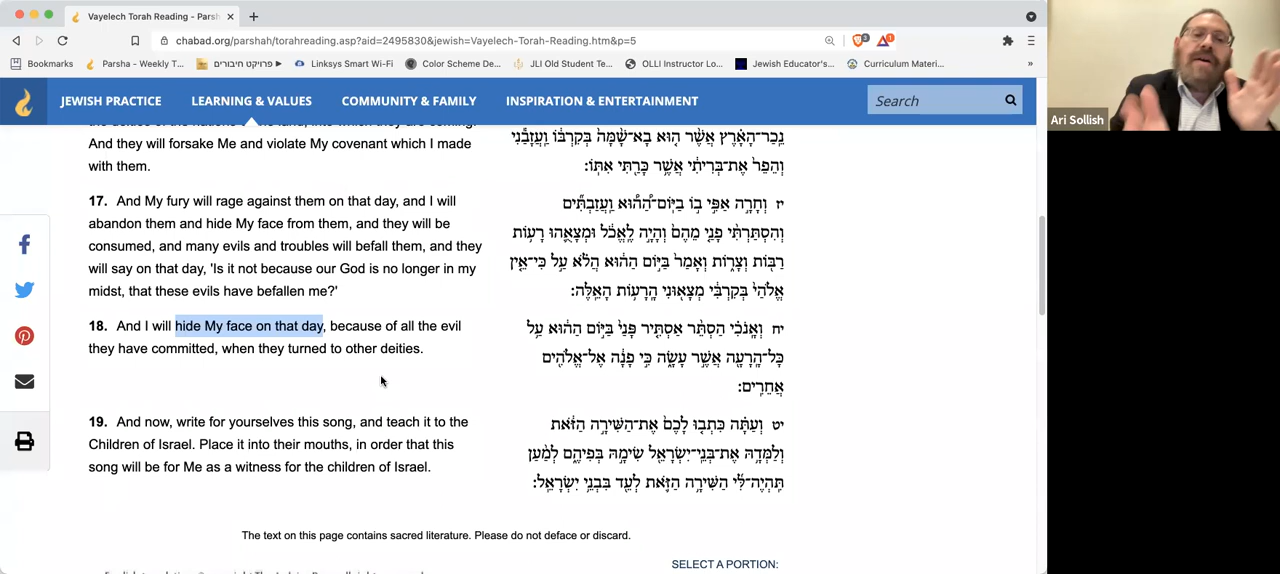 Vayelech Torah Reading - Parsh
chabad.org/parshah/torahreading.asp?aid=2495830&jewish=Vayelech-Torah-Reading.htm&p=5
Bookmarks Parsha - Weekly T... פרוייקט חיבורים Linksys Smart Wi-Fi Color Scheme De... JLI Old Student Te... OLLI Instructor Lo... Jewish Educator's... Curriculum Materi... »
JEWISH PRACTICE LEARNING & VALUES COMMUNITY & FAMILY INSPIRATION & ENTERTAINMENT Search
Ari Sollish
And they will forsake Me and violate My covenant which I made
with them.
נֵֽכַר־הָאָ֗רֶץ אֲשֶׁ֨ר ה֤וּא בָא־שָׁ֨מָּה֙ בְּקִרְבּ֔וֹ וַֽעֲזָבַ֕נִי
וְהֵפֵר֙ אֶת־בְּרִיתִ֔י אֲשֶׁ֥ר כָּרַ֖תִּי אִתּֽוֹ:
17. And My fury will rage against them on that day, and I will
abandon them and hide My face from them, and they will be
consumed, and many evils and troubles will befall them, and they
will say on that day, 'Is it not because our God is no longer in my
midst, that these evils have befallen me?'
יז וְחָרָ֣ה אַפִּ֣י ב֣וֹ בַיּֽוֹם־הַ֠ה֠וּא וַֽעֲזַבְתִּ֞ים
וְהִסְתַּרְתִּ֨י פָנַ֤י מֵהֶם֙ וְהָיָ֣ה לֶֽאֱכֹ֔ל וּמְצָאֻ֛הוּ רָע֥וֹת
רַבּ֖וֹת וְצָר֑וֹת וְאָמַר֙ בַּיּ֣וֹם הַה֔וּא הֲלֹ֗א עַ֣ל כִּי־אֵ֤ין
אֱלֹהַי֙ בְּקִרְבִּ֔י מְצָא֖וּנִי הָֽרָע֥וֹת הָאֵֽלֶּה:
18. And I will hide My face on that day, because of all the evil
they have committed, when they turned to other deities.
יח וְאָֽנֹכִ֗י הַסְתֵּ֨ר אַסְתִּ֤יר פָּנַי֙ בַּיּ֣וֹם הַה֔וּא עַ֥ל
כָּל־הָֽרָעָ֖ה אֲשֶׁ֣ר עָשָׂ֑ה כִּ֣י פָנָ֔ה אֶל־אֱלֹהִ֖ים
אֲחֵרִֽים:
19. And now, write for yourselves this song, and teach it to the
Children of Israel. Place it into their mouths, in order that this
song will be for Me as a witness for the children of Israel.
יט וְעַתָּ֗ה כִּתְב֤וּ לָכֶם֙ אֶת־הַשִּׁירָ֣ה הַזֹּ֔את
וְלַמְּדָ֥הּ אֶת־בְּנֵֽי־יִשְׂרָאֵ֖ל שִׂימָ֣הּ בְּפִיהֶ֑ם לְמַ֨עַן
תִּֽהְיֶה־לִּ֜י הַשִּׁירָ֥ה הַזֹּ֛את לְעֵ֖ד בִּבְנֵ֥י יִשְׂרָאֵֽל:
The text on this page contains sacred literature. Please do not deface or discard.
SELECT A PORTION: